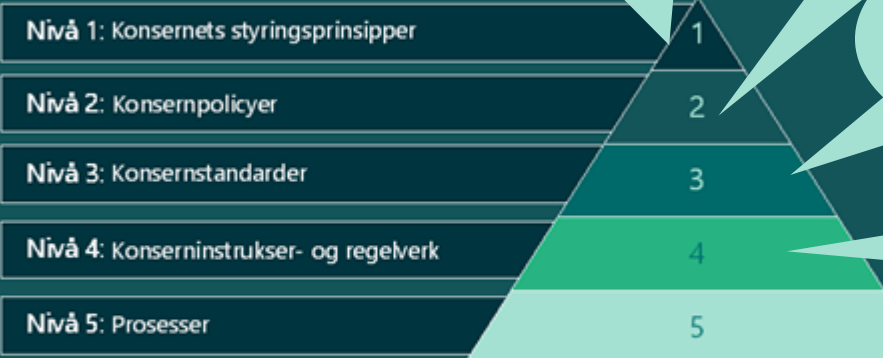 Nivå 1: Konsernets styringsprinsipper 1
Nivå 2: Konsernpolicyer 2
Nivå 3: Konsernstandarder 3
Nivå 4: Konserninstrukser- og regelverk 4
Nivå 5: Prosesser 5